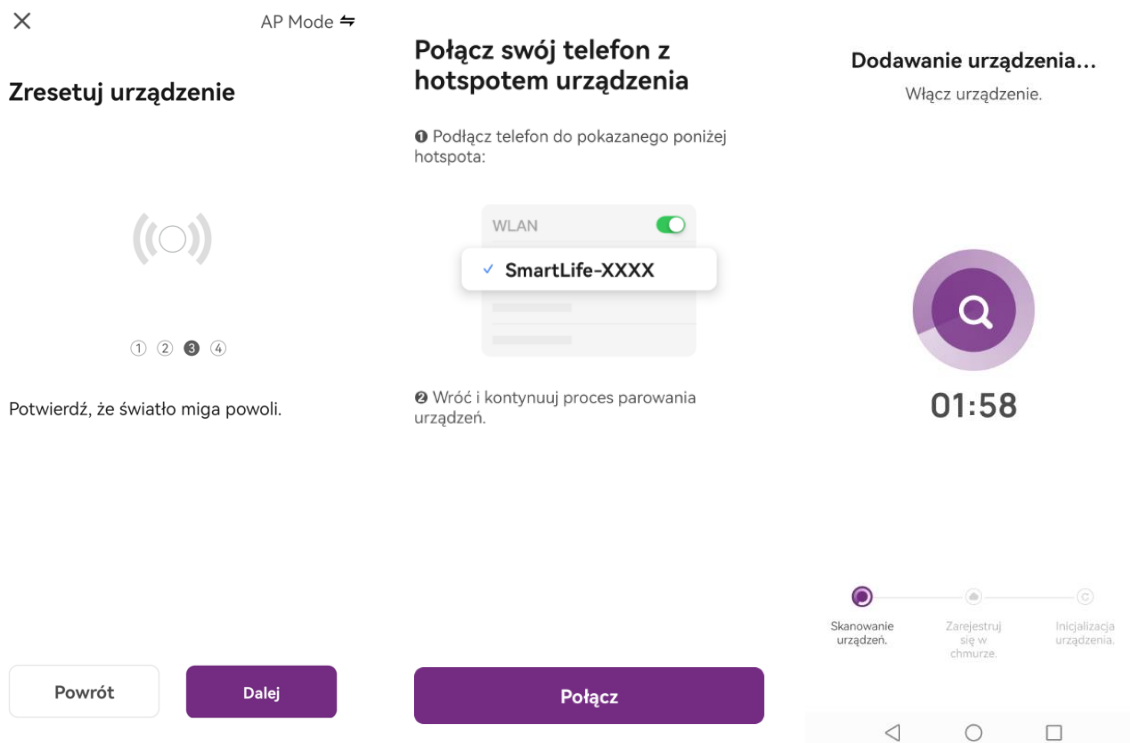 AP Mode
Zresetuj urządzenie
1 2 3 4
Potwierdź, że światło miga powoli.
Powrót
Dalej
Połącz swój telefon z
hotspotem urządzenia
❶ Podłącz telefon do pokazanego poniżej
hotspota:
WLAN
SmartLife-XXXX
❷ Wróć i kontynuuj proces parowania
urządzeń.
Połącz
Dodawanie urządzenia...
Włącz urządzenie.
01:58
Skanowanie
urządzeń.
Zarejestruj
się w
chmurze.
Inicjalizacja
urządzenia.